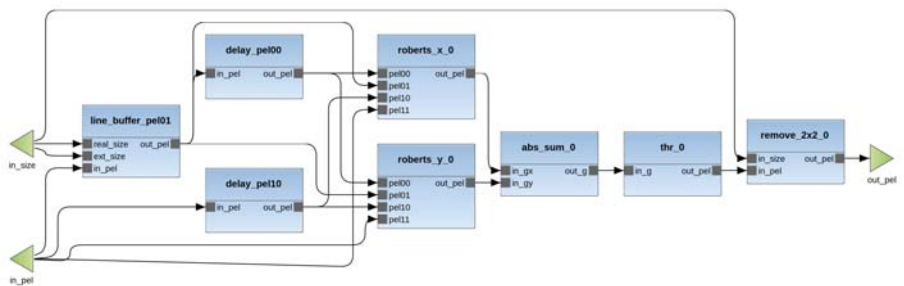 delay_pel00
in_pel out_pel
roberts_x_0
pel00 out_pel
pel01
pel10
pel11
line_buffer_pel01
real_size out_pel
ext_size
in_pel
in_size
delay_pel10
in_pel out_pel
roberts_y_0
pel00 out_pel
pel01
pel10
pel11
abs_sum_0
in_gx out_g
in_gy
thr_0
in_g out_pel
remove_2x2_0
in_size out_pel
in_pel
out_pel
in_pel